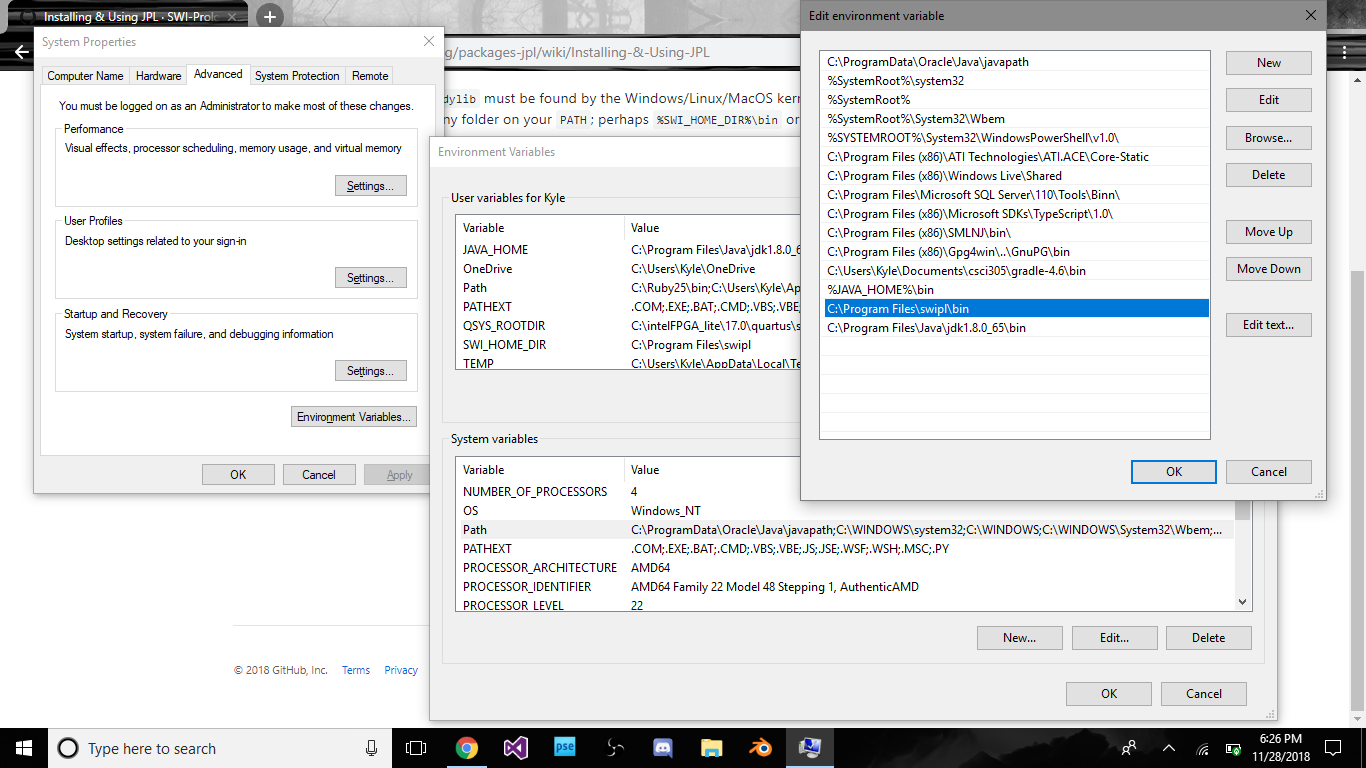 Installing & Using JPL · SWI-Prol
g/packages-jpl/wiki/Installing-&-Using-JPL
System Properties
Computer Name Hardware Advanced System Protection Remote
You must be logged on as an Administrator to make most of these changes.
Performance
Visual effects, processor scheduling, memory usage, and virtual memory
Settings...
User Profiles
Desktop settings related to your sign-in
Settings...
Startup and Recovery
System startup, system failure, and debugging information
Settings...
Environment Variables...
OK Cancel Apply
dylib must be found by the Windows/Linux/MacOS kern
ny folder on your PATH; perhaps %SWI_HOME_DIR%\bin or
Environment Variables
User variables for Kyle
Variable Value
JAVA_HOME C:\Program Files\Java\jdk1.8.0_6
OneDrive C:\Users\Kyle\OneDrive
Path C:\Ruby25\bin;C:\Users\Kyle\Ap
PATHEXT .COM;.EXE;.BAT;.CMD;.VBS;.VBE
QSYS_ROOTDIR C:\intelFPGA_lite\17.0\quartus\s
SWI_HOME_DIR C:\Program Files\swipl
TEMP C:\Users\Kyle\AppData\Local\Te
System variables
Variable Value
NUMBER_OF_PROCESSORS 4
OS Windows_NT
Path C:\ProgramData\Oracle\Java\javapath;C:\WINDOWS\system32;C:\WINDOWS;C:\WINDOWS\System32\Wbem;...
PATHEXT .COM;.EXE;.BAT;.CMD;.VBS;.VBE;.JS;.JSE;.WSF;.WSH;.MSC;.PY
PROCESSOR_ARCHITECTURE AMD64
PROCESSOR_IDENTIFIER AMD64 Family 22 Model 48 Stepping 1, AuthenticAMD
PROCESSOR_LEVEL 22
New... Edit... Delete
OK Cancel
Edit environment variable
C:\ProgramData\Oracle\Java\javapath
%SystemRoot%\system32
%SystemRoot%
%SystemRoot%\System32\Wbem
%SYSTEMROOT%\System32\WindowsPowerShell\v1.0\
C:\Program Files (x86)\ATI Technologies\ATI.ACE\Core-Static
C:\Program Files (x86)\Windows Live\Shared
C:\Program Files\Microsoft SQL Server\110\Tools\Binn\
C:\Program Files (x86)\Microsoft SDKs\TypeScript\1.0\
C:\Program Files (x86)\SMLNJ\bin\
C:\Program Files (x86)\Gpg4win\..\GnuPG\bin
C:\Users\Kyle\Documents\csci305\gradle-4.6\bin
%JAVA_HOME%\bin
C:\Program Files\swipl\bin
C:\Program Files\Java\jdk1.8.0_65\bin
New
Edit
Browse...
Delete
Move Up
Move Down
Edit text...
OK Cancel
© 2018 GitHub, Inc. Terms Privacy
Type here to search
pse
6:26 PM
11/28/2018